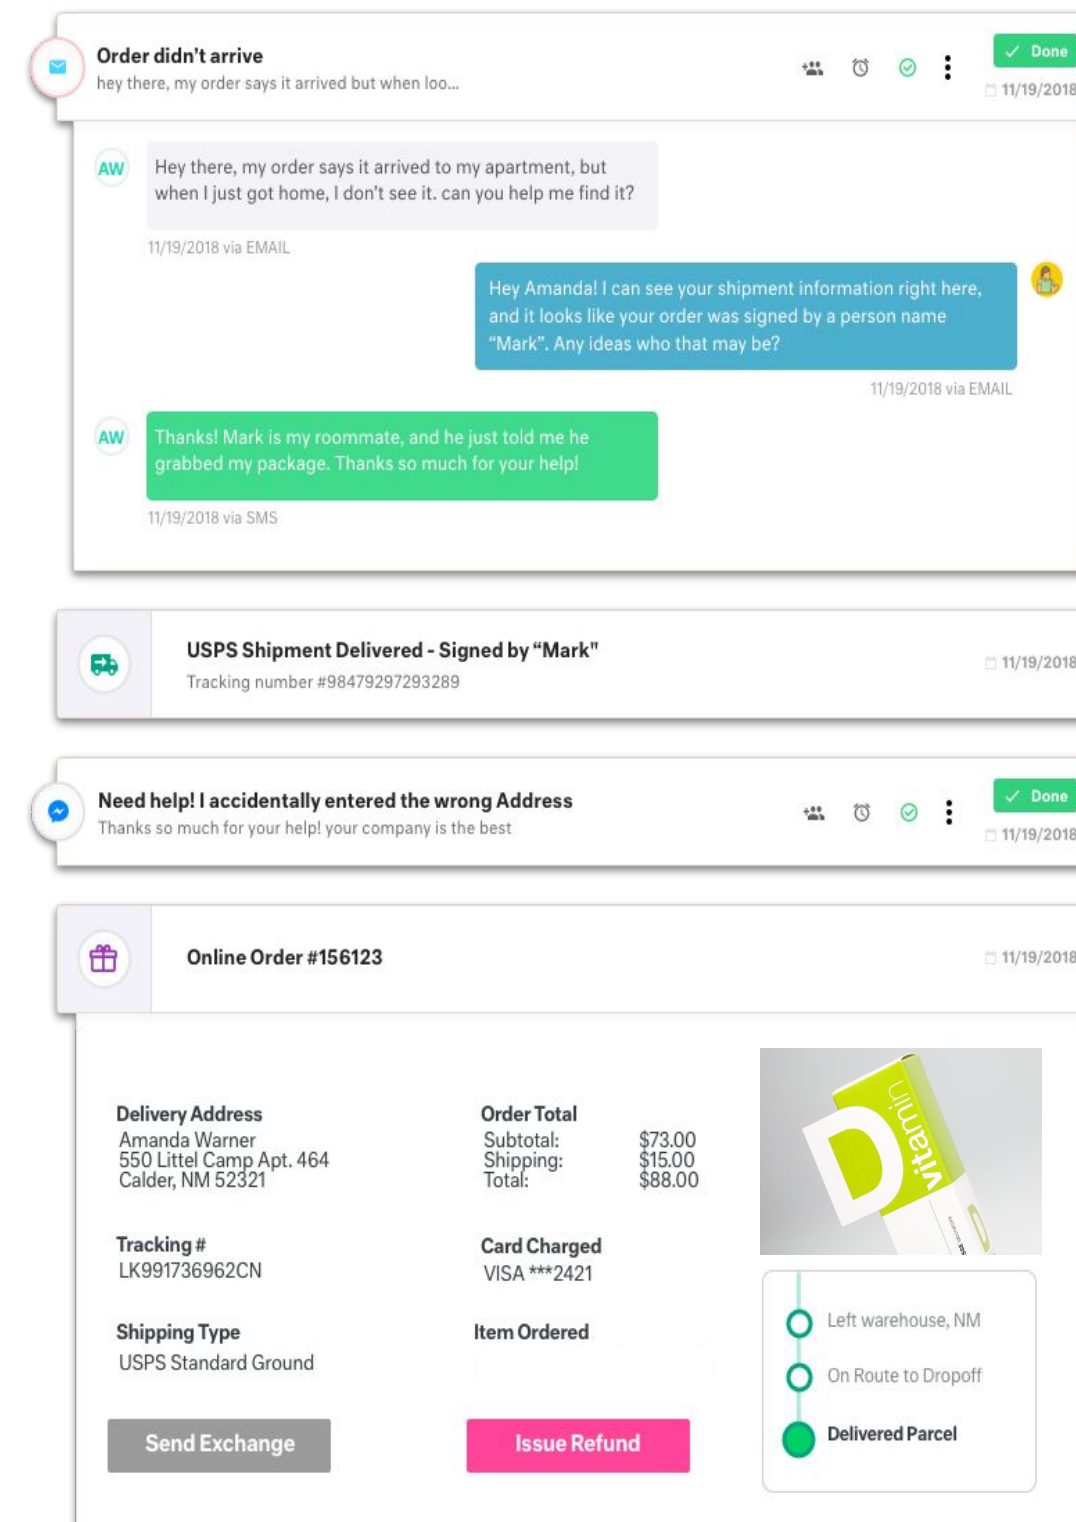 Order didn't arrive
hey there, my order says it arrived but when loo...
Done
11/19/2018
AW
Hey there, my order says it arrived to my apartment, but
when I just got home, I don't see it. can you help me find it?
11/19/2018 via EMAIL
Hey Amanda! I can see your shipment information right here,
and it looks like your order was signed by a person name
“Mark”. Any ideas who that may be?
11/19/2018 via EMAIL
AW
Thanks! Mark is my roommate, and he just told me he
grabbed my package. Thanks so much for your help!
11/19/2018 via SMS
USPS Shipment Delivered - Signed by “Mark"
Tracking number #98479297293289
11/19/2018
Need help! I accidentally entered the wrong Address
Thanks so much for your help! your company is the best
Done
11/19/2018
Online Order #156123
11/19/2018
Delivery Address
Amanda Warner
550 Littel Camp Apt. 464
Calder, NM 52321
Order Total
Subtotal: $73.00
Shipping: $15.00
Total: $88.00
vitamin
D
Tracking #
LK991736962CN
Card Charged
VISA ***2421
Shipping Type
USPS Standard Ground
Item Ordered
Left warehouse, NM
On Route to Dropoff
Delivered Parcel
Send Exchange
Issue Refund